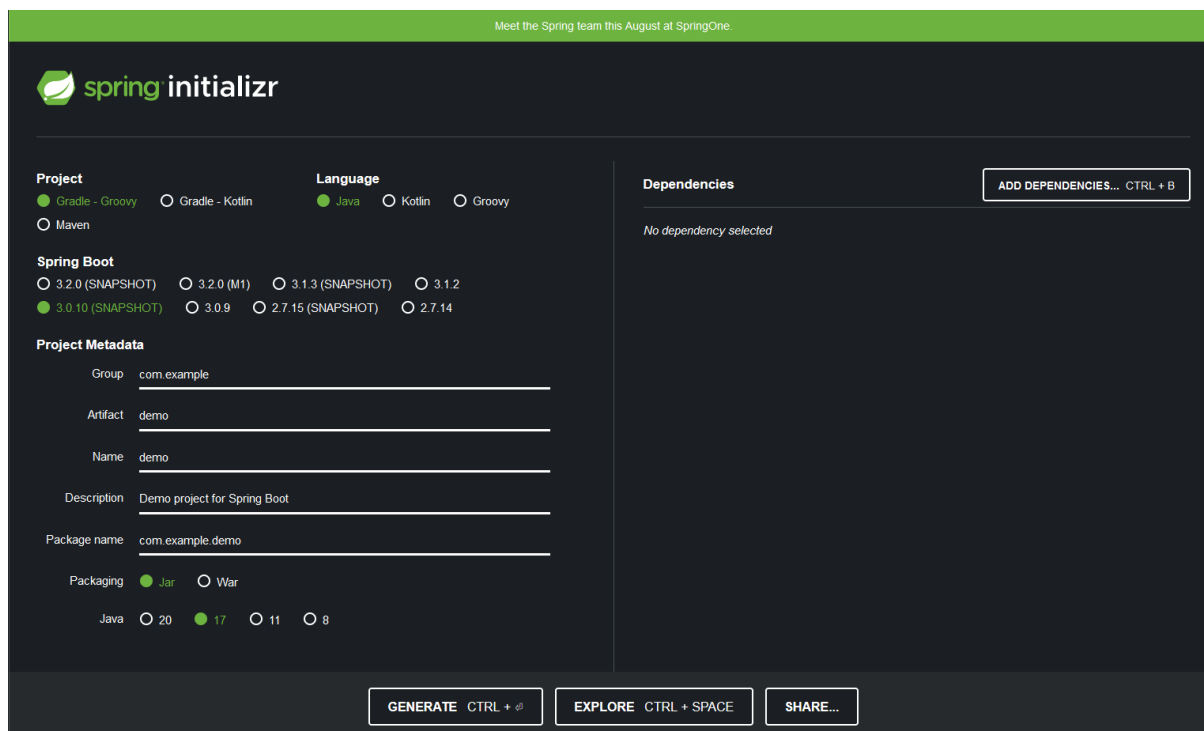 Meet the Spring team this August at SpringOne.
spring initializr
Project
Gradle - Groovy Gradle - Kotlin
Maven
Language
Java Kotlin Groovy
Spring Boot
3.2.0 (SNAPSHOT) 3.2.0 (M1) 3.1.3 (SNAPSHOT) 3.1.2
3.0.10 (SNAPSHOT) 3.0.9 2.7.15 (SNAPSHOT) 2.7.14
Project Metadata
Group com.example
Artifact demo
Name demo
Description Demo project for Spring Boot
Package name com.example.demo
Packaging Jar War
Java 20 17 11 8
Dependencies ADD DEPENDENCIES... CTRL + B
No dependency selected
GENERATE CTRL + ⏎ EXPLORE CTRL + SPACE SHARE...